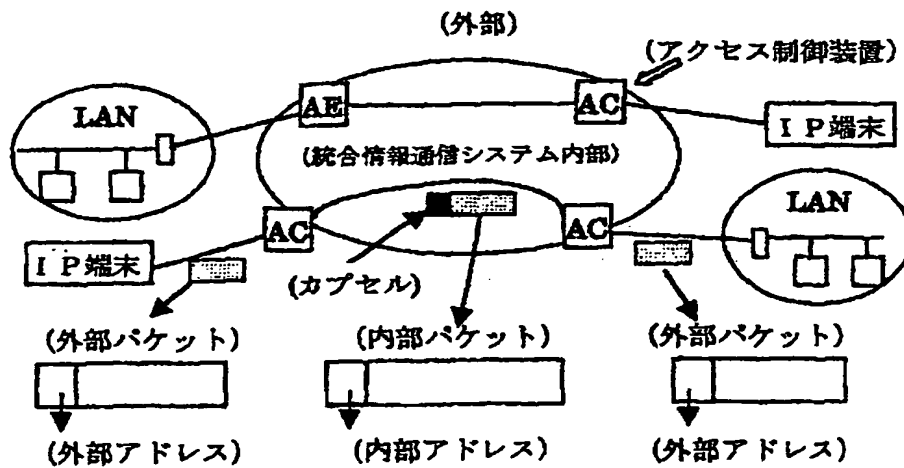 (外部)
(アクセス制御装置)
LAN
AE
AC
IP端末
(統合情報通信システム内部)
LAN
AC
AC
IP端末
(カプセル)
(外部パケット)
(内部パケット)
(外部パケット)
(外部アドレス)
(内部アドレス)
(外部アドレス)